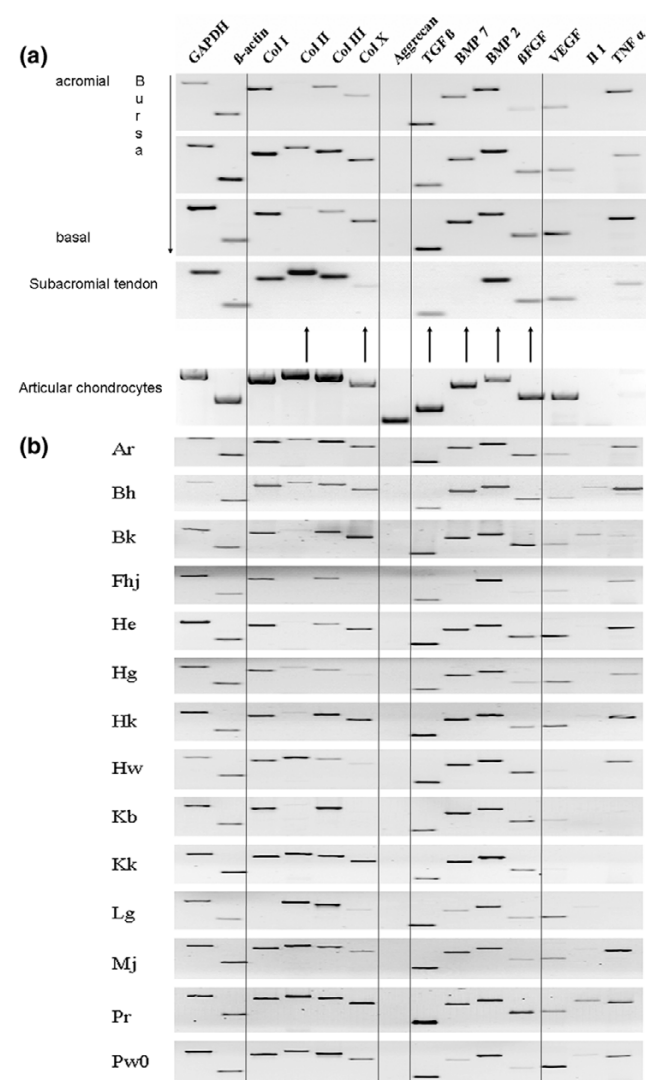 GAPDH β-actin Col I Col II Col III Col X Aggrecan TGF β BMP 7 BMP 2 βFGF VEGF Il 1 TNF α
(a)
acromial
B
u
r
s
a
basal
Subacromial tendon
Articular chondrocytes
(b)
Ar
Bh
Bk
Fhj
He
Hg
Hk
Hw
Kb
Kk
Lg
Mj
Pr
Pw0